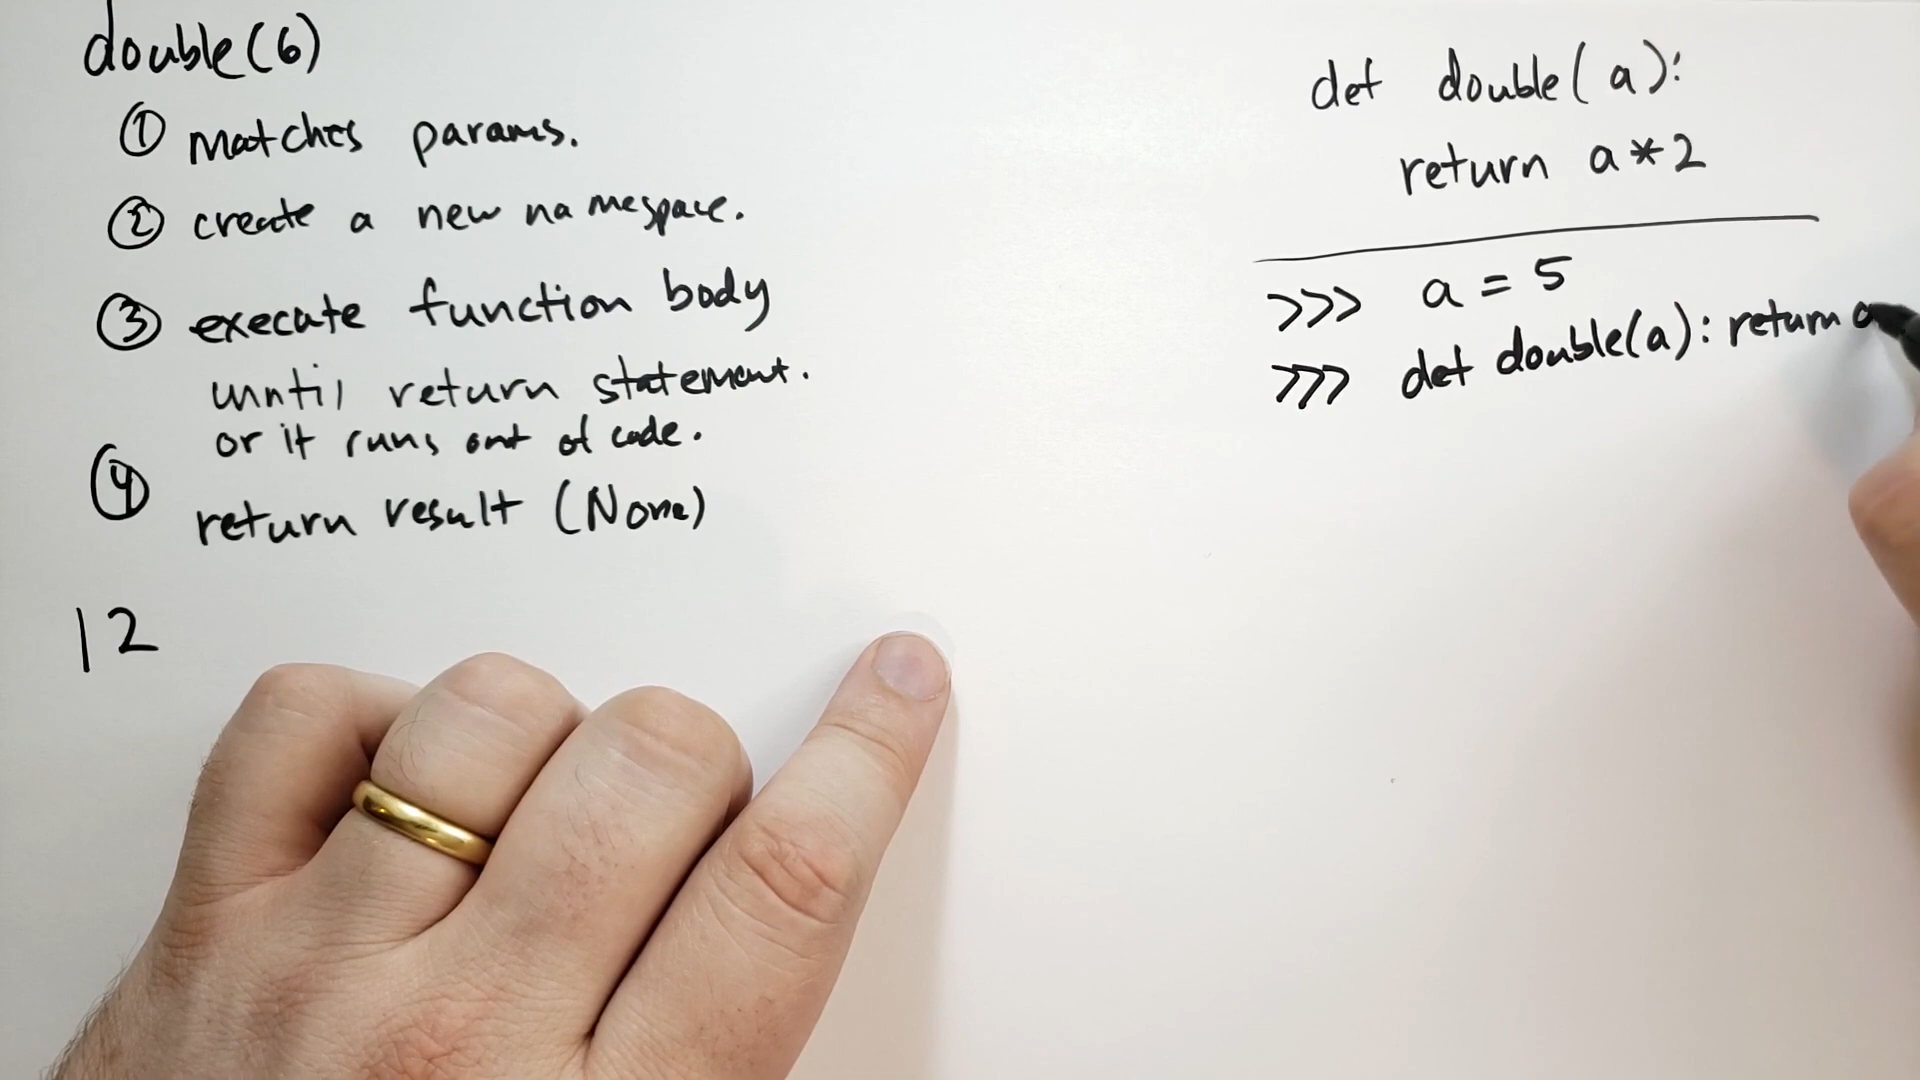 double(6)
① matches params.
② create a new namespace.
③ execute function body
unntil return statement.
or it runs out of code.
④
return result (None)
12
def double(a):
return a*2
>>> a = 5
>>> def double(a): return a